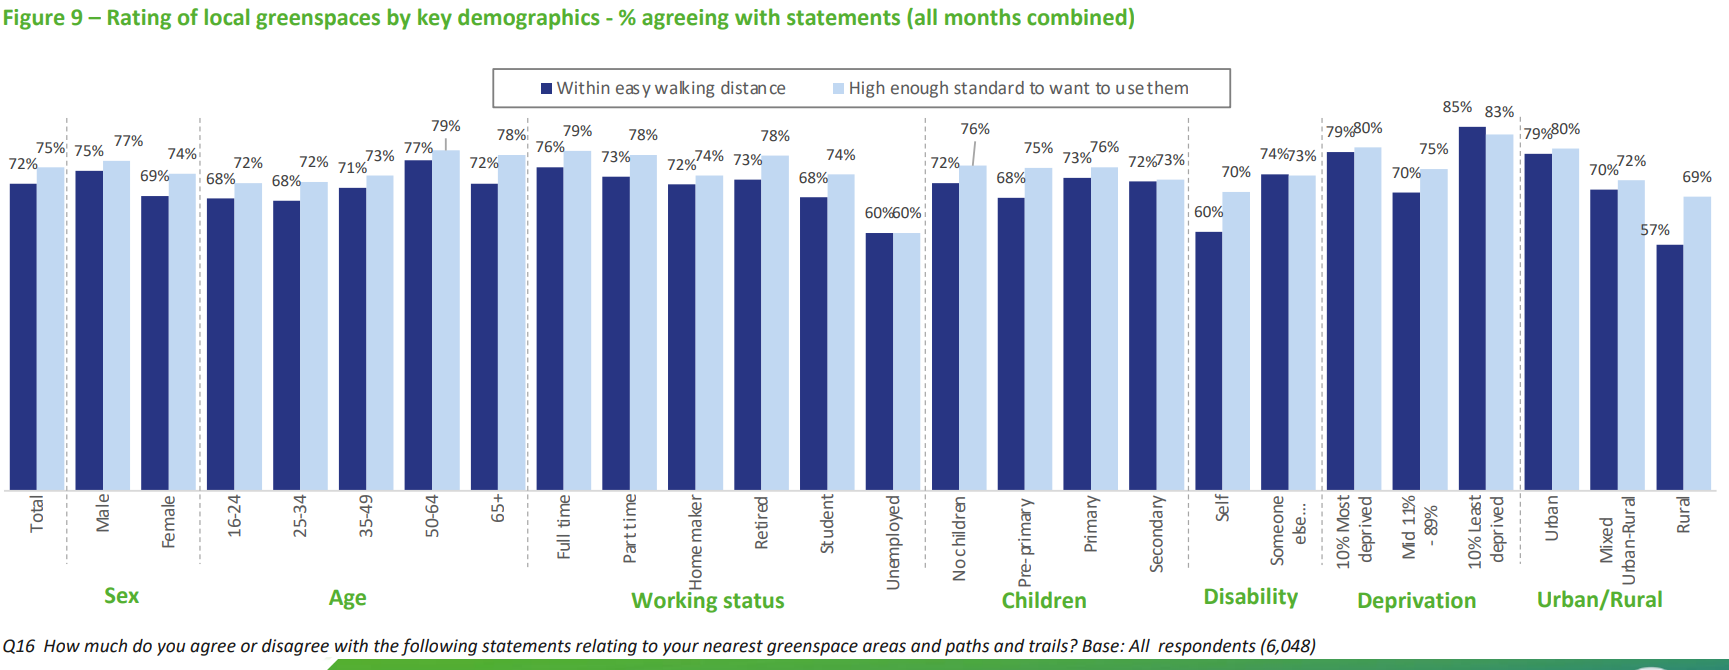 Figure 9 – Rating of local greenspaces by key demographics - % agreeing with statements (all months combined)
Within easy walking distance
High enough standard to want to use them
72% 75%
75% 77%
69% 74%
68% 72%
68% 72%
71% 73%
77% 79%
72% 78%
76% 79%
73% 78%
72% 74%
73% 78%
68% 74%
60% 60%
72% 76%
68% 75%
73% 76%
72% 73%
60% 70%
74% 73%
79% 80%
70% 75%
85% 83%
79% 80%
70% 72%
57% 69%
Total
Male
Female
16-24
25-34
35-49
50-64
65+
Full time
Part time
Home maker
Retired
Student
Unemployed
No children
Pre-primary
Primary
Secondary
Self
Someone
else...
10% Most
deprived
Mid 11%
- 89%
10% Least
deprived
Urban
Mixed
Urban-Rural
Rural
Sex
Age
Working status
Children
Disability
Deprivation
Urban/Rural
Q16 How much do you agree or disagree with the following statements relating to your nearest greenspace areas and paths and trails? Base: All respondents (6,048)